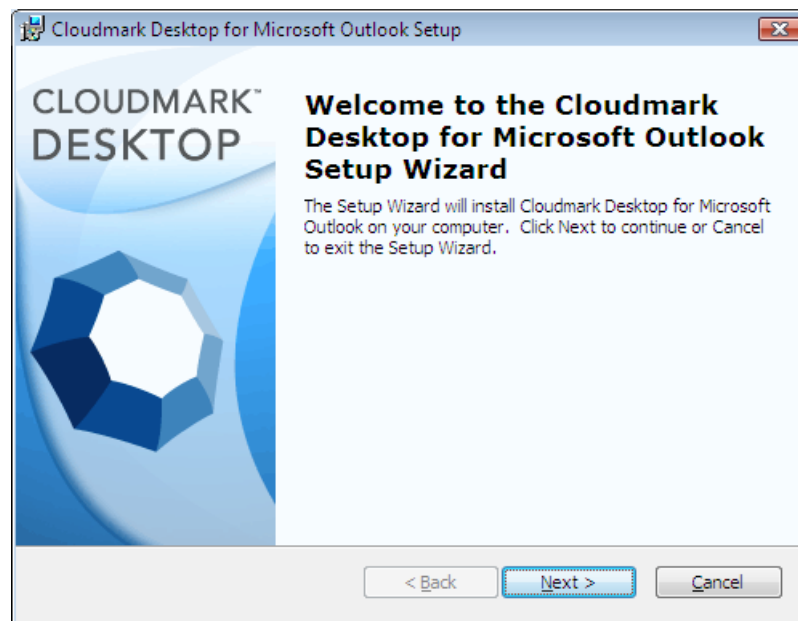 Cloudmark Desktop for Microsoft Outlook Setup
CLOUDMARK™
DESKTOP
Welcome to the Cloudmark
Desktop for Microsoft Outlook
Setup Wizard
The Setup Wizard will install Cloudmark Desktop for Microsoft
Outlook on your computer.  Click Next to continue or Cancel
to exit the Setup Wizard.
< Back
Next >
Cancel